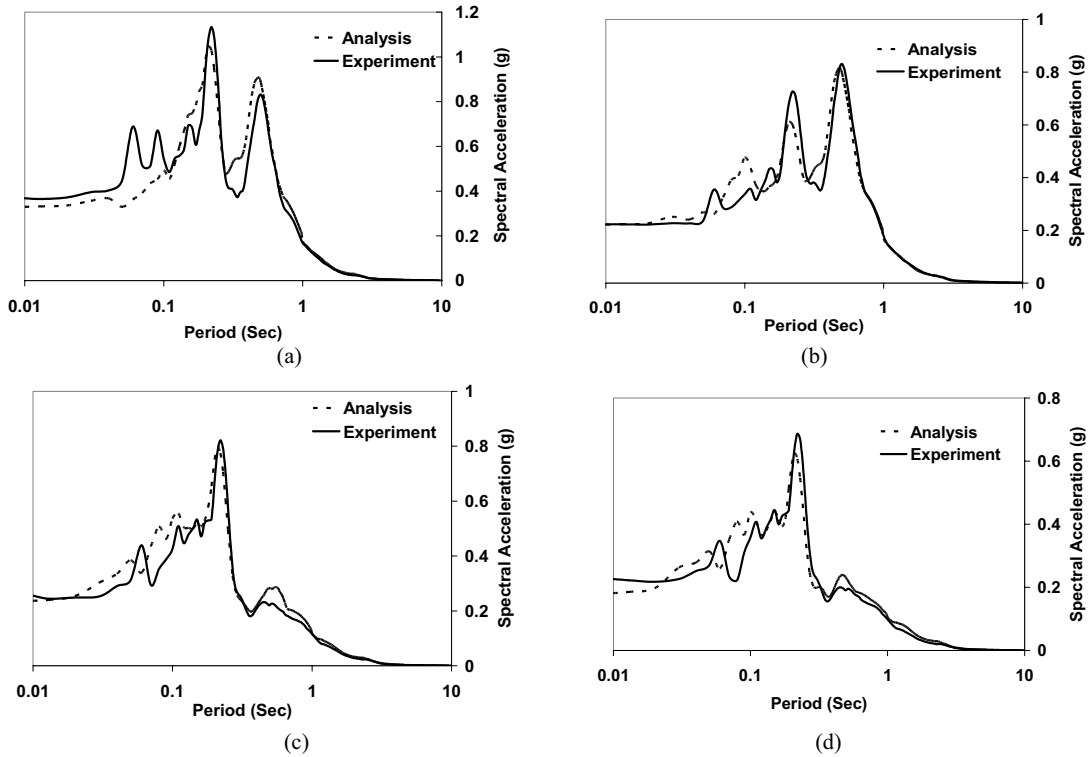 1.2
1
0.8
0.6
0.4
0.2
0
Spectral Acceleration (g)
Analysis
Experiment
0.01 0.1 1 10
Period (Sec)
(a)
1
0.8
0.6
0.4
0.2
0
Spectral Acceleration (g)
Analysis
Experiment
0.01 0.1 1 10
Period (Sec)
(b)
1
0.8
0.6
0.4
0.2
0
Spectral Acceleration (g)
Analysis
Experiment
0.01 0.1 1 10
Period (Sec)
(c)
0.8
0.6
0.4
0.2
0
Spectral Acceleration (g)
Analysis
Experiment
0.01 0.1 1 10
Period (Sec)
(d)